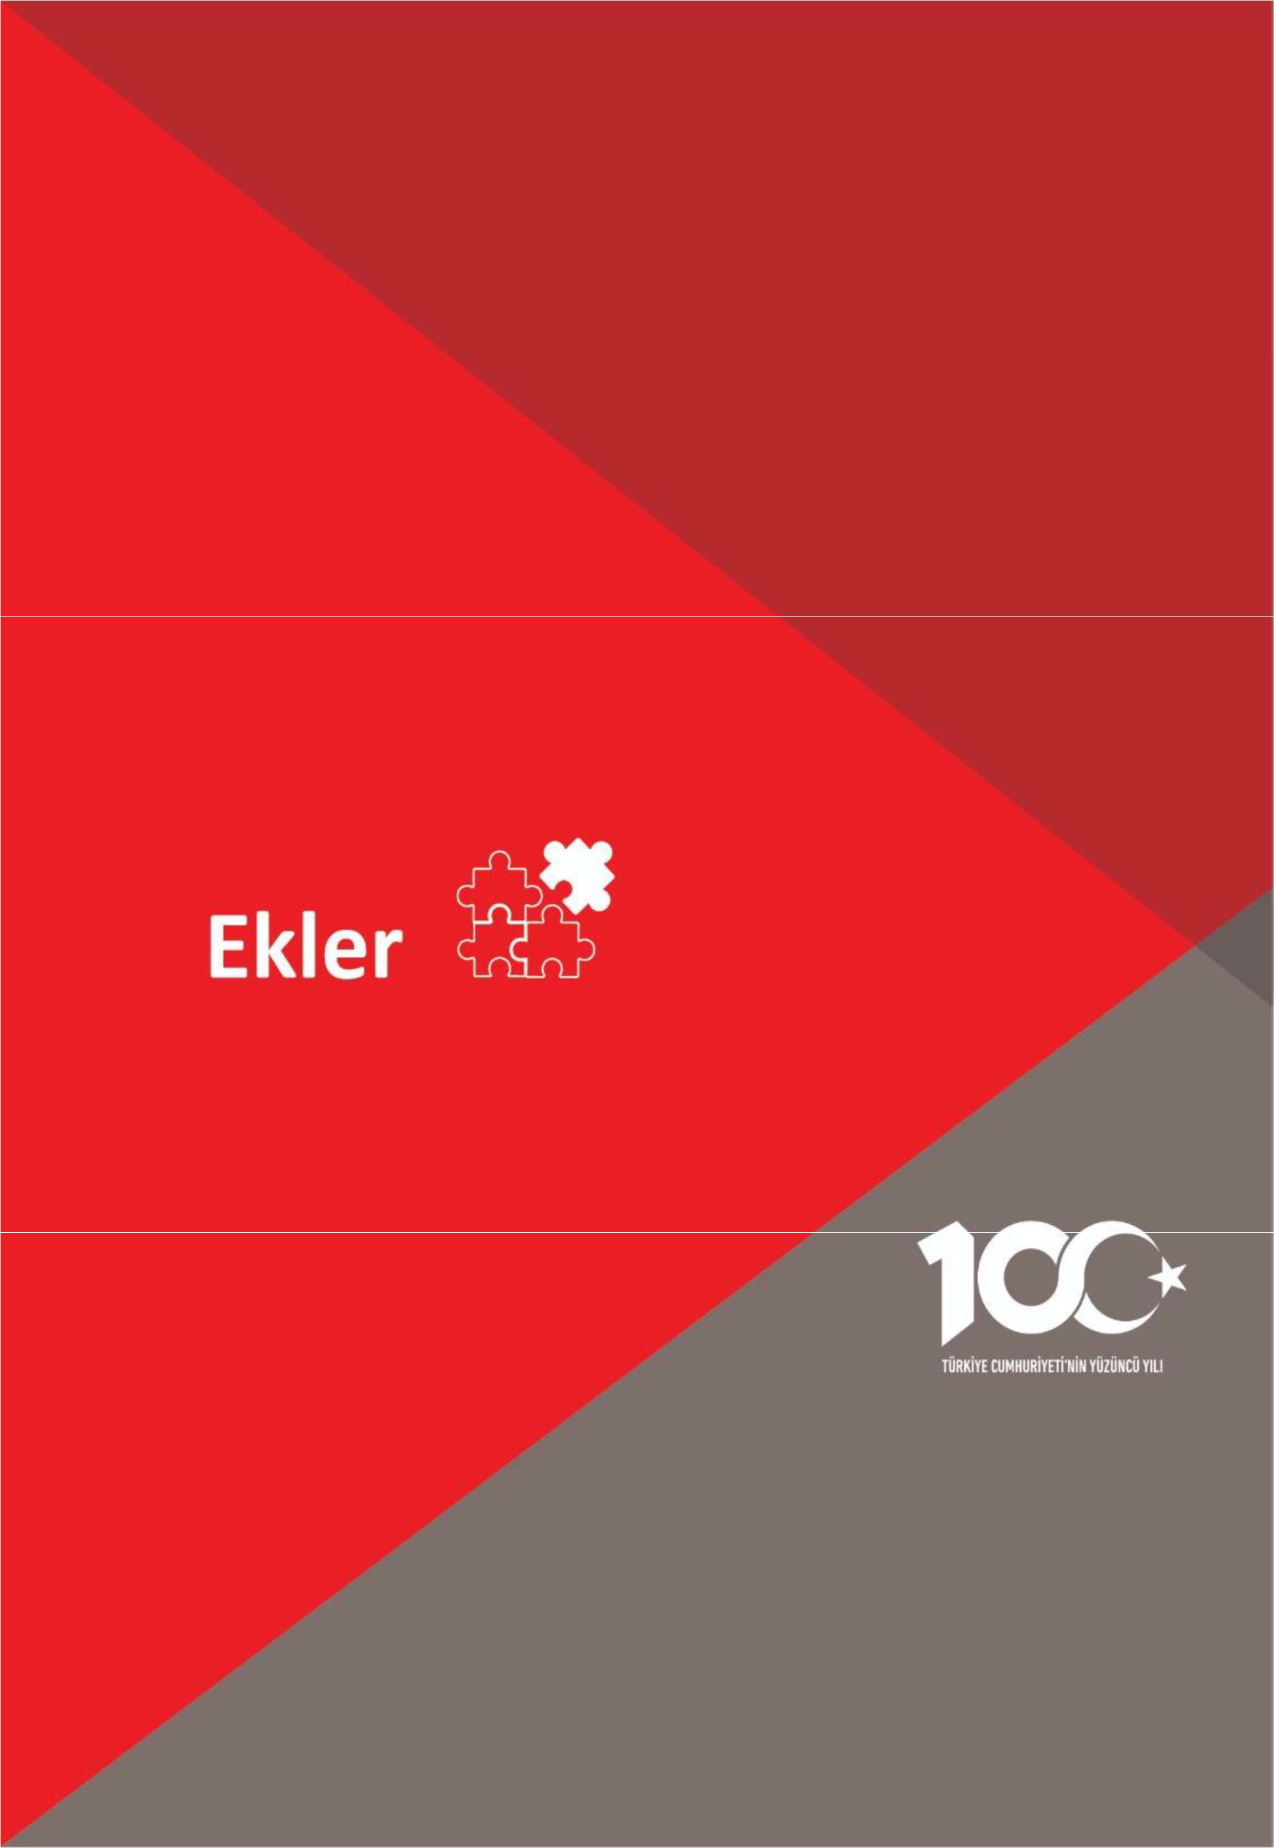 Ekler
100
TÜRKİYE CUMHURİYETİ'NİN YÜZÜNCÜ YILI